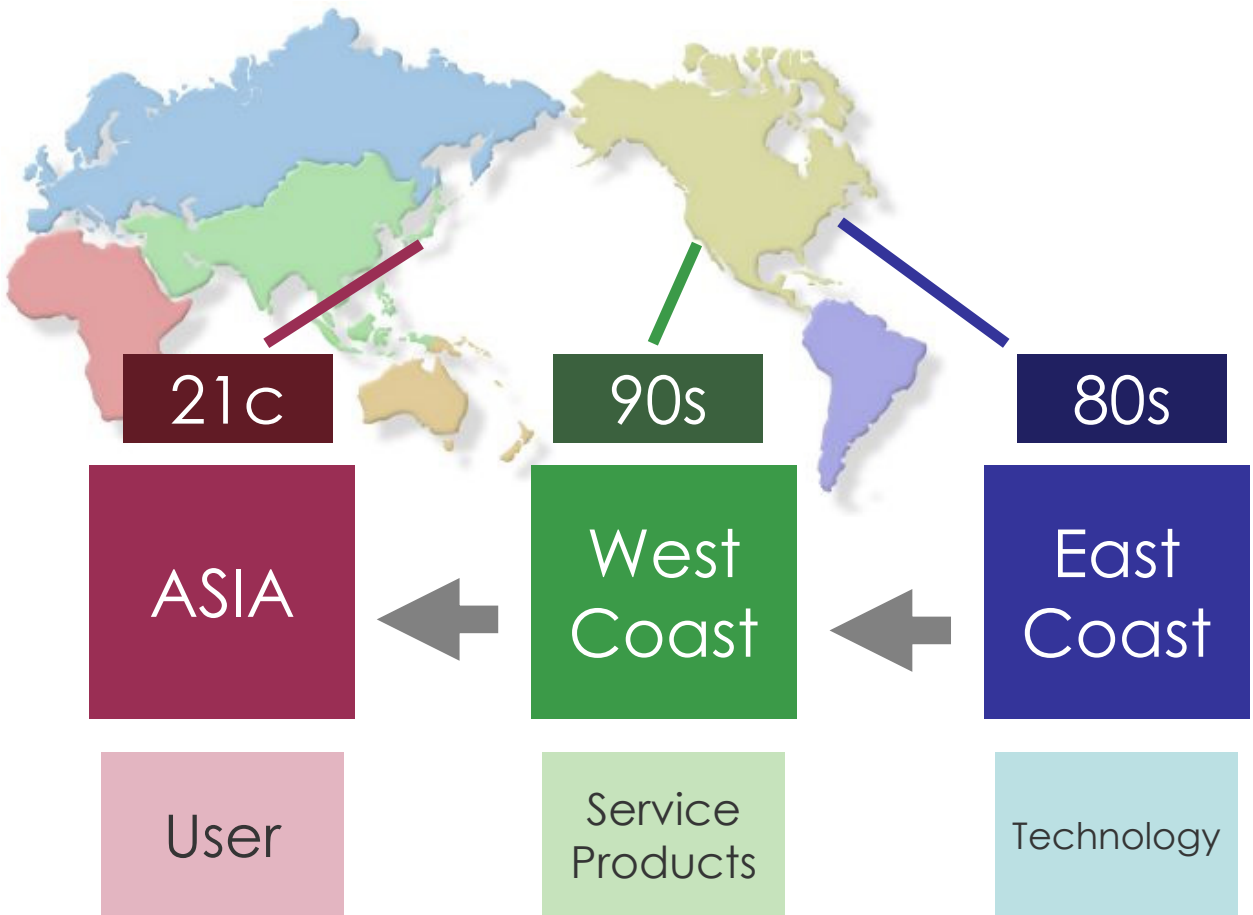 21c
90s
80s
ASIA
West
Coast
East
Coast
User
Service
Products
Technology